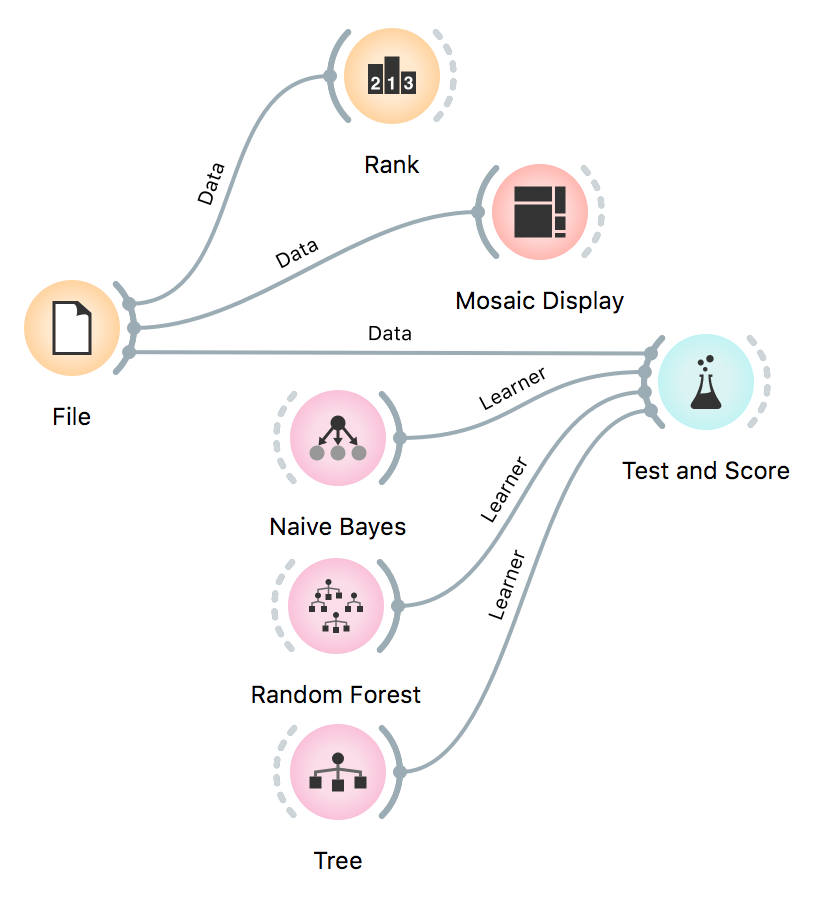 2 1 3
Rank
Data
Mosaic Display
Data
Data
File
Learner
Test and Score
Naive Bayes
Learner
Learner
Random Forest
Tree